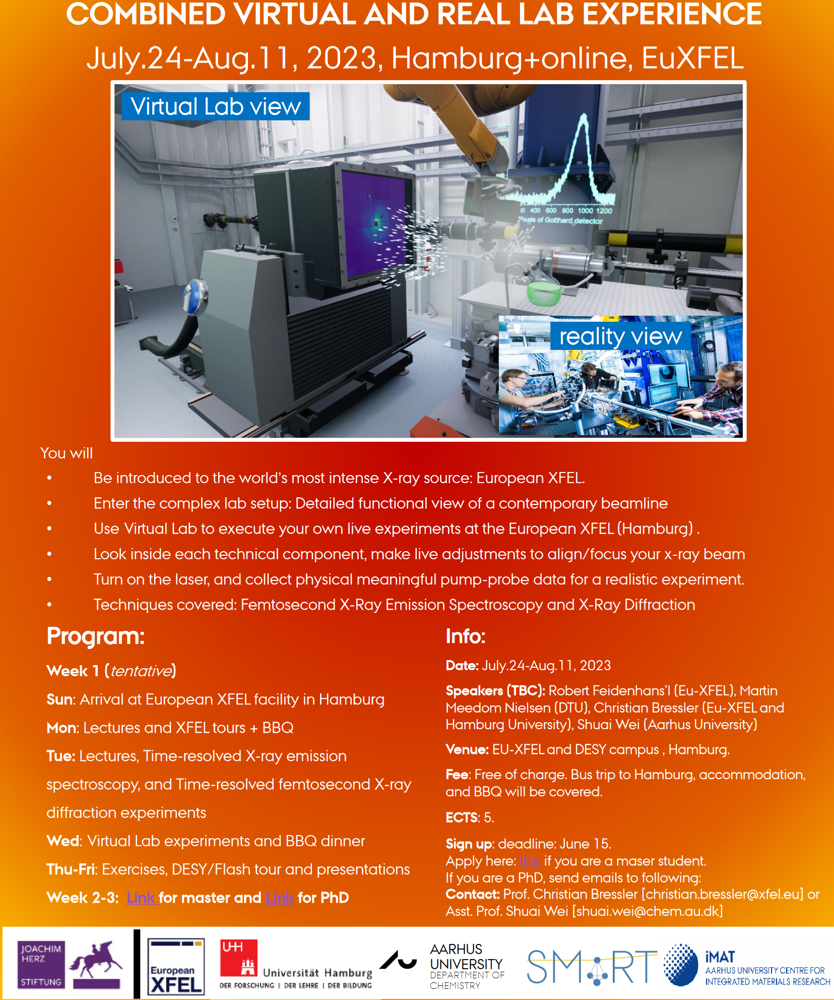 COMBINED VIRTUAL AND REAL LAB EXPERIENCE
July.24-Aug.11, 2023, Hamburg+online, EuXFEL
Virtual Lab view
400 600 800 1000 1200
Pixels of Gotthard detector
reality view
You will
• Be introduced to the world's most intense X-ray source: European XFEL.
• Enter the complex lab setup: Detailed functional view of a contemporary beamline
• Use Virtual Lab to execute your own live experiments at the European XFEL (Hamburg) .
• Look inside each technical component, make live adjustments to align/focus your x-ray beam
• Turn on the laser, and collect physical meaningful pump-probe data for a realistic experiment.
• Techniques covered: Femtosecond X-Ray Emission Spectroscopy and X-Ray Diffraction
Program:
Week 1 (tentative)
Sun: Arrival at European XFEL facility in Hamburg
Mon: Lectures and XFEL tours + BBQ
Tue: Lectures, Time-resolved X-ray emission
spectroscopy, and Time-resolved femtosecond X-ray
diffraction experiments
Wed: Virtual Lab experiments and BBQ dinner
Thu-Fri: Exercises, DESY/Flash tour and presentations
Week 2-3: Link for master and Link for PhD
Info:
Date: July.24-Aug.11, 2023
Speakers (TBC): Robert Feidenhans'l (Eu-XFEL), Martin
Meedom Nielsen (DTU), Christian Bressler (Eu-XFEL and
Hamburg University), Shuai Wei (Aarhus University)
Venue: EU-XFEL and DESY campus , Hamburg.
Fee: Free of charge. Bus trip to Hamburg, accommodation,
and BBQ will be covered.
ECTS: 5.
Sign up: deadline: June 15.
Apply here: link if you are a maser student.
If you are a PhD, send emails to following:
Contact: Prof. Christian Bressler [christian.bressler@xfel.eu] or
Asst. Prof. Shuai Wei [shuai.wei@chem.au.dk]
JOACHIM
HERZ
STIFTUNG
European
XFEL
UHH
Universität Hamburg
DER FORSCHUNG | DER LEHRE | DER BILDUNG
AARHUS
UNIVERSITY
DEPARTMENT OF
CHEMISTRY
SMART
iMAT
AARHUS UNIVERSITY CENTRE FOR
INTEGRATED MATERIALS RESEARCH